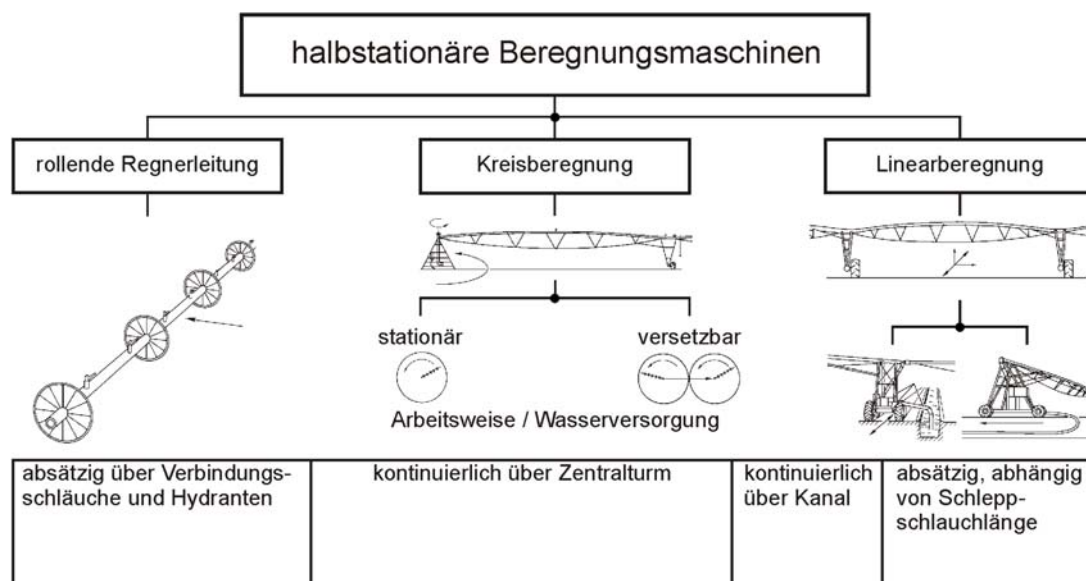 halbstationäre Beregnungsmaschinen
rollende Regnerleitung
Kreisberegnung
Linearberegnung
stationär
versetzbar
Arbeitsweise / Wasserversorgung
absätzig über Verbindungs-
schläuche und Hydranten
kontinuierlich über Zentralturm
kontinuierlich
über Kanal
absätzig, abhängig
von Schlepp-
schlauchlänge